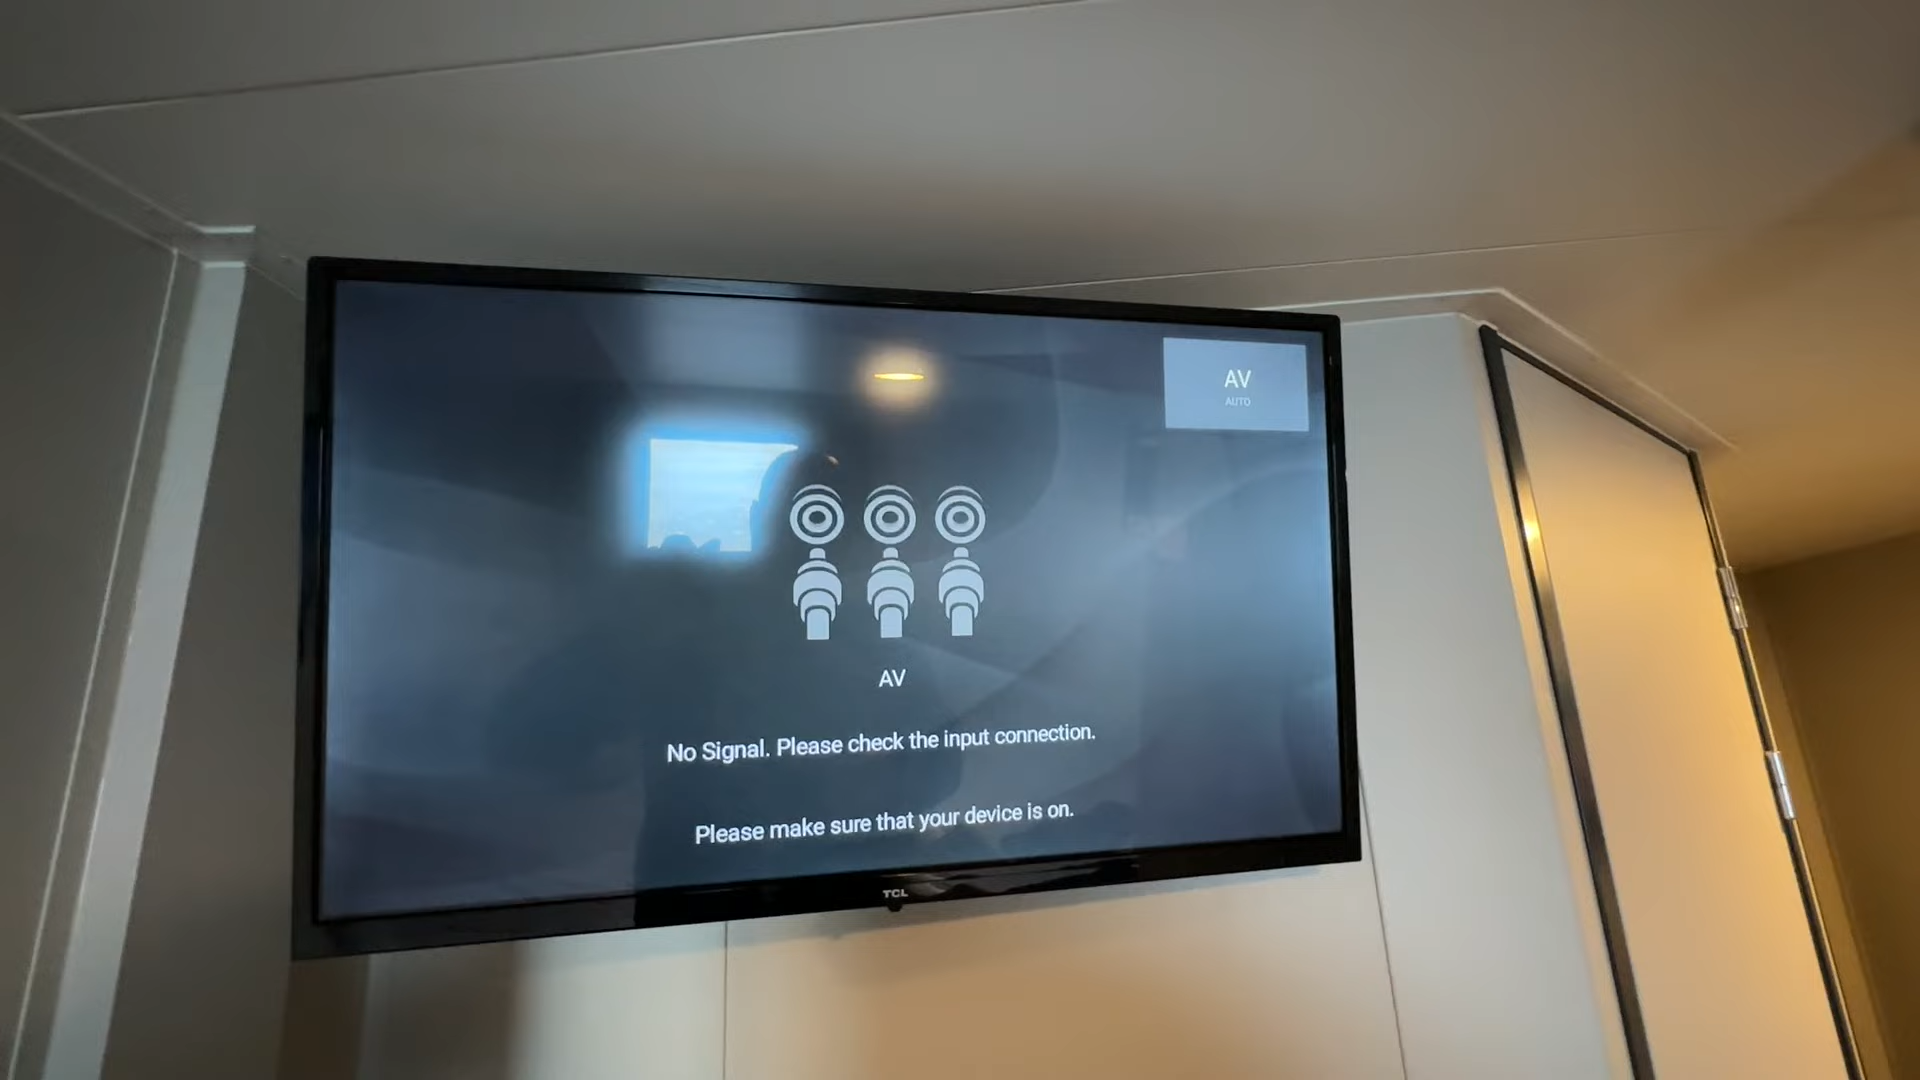 AV
AUTO
AV
No Signal. Please check the input connection.
Please make sure that your device is on.
TCL